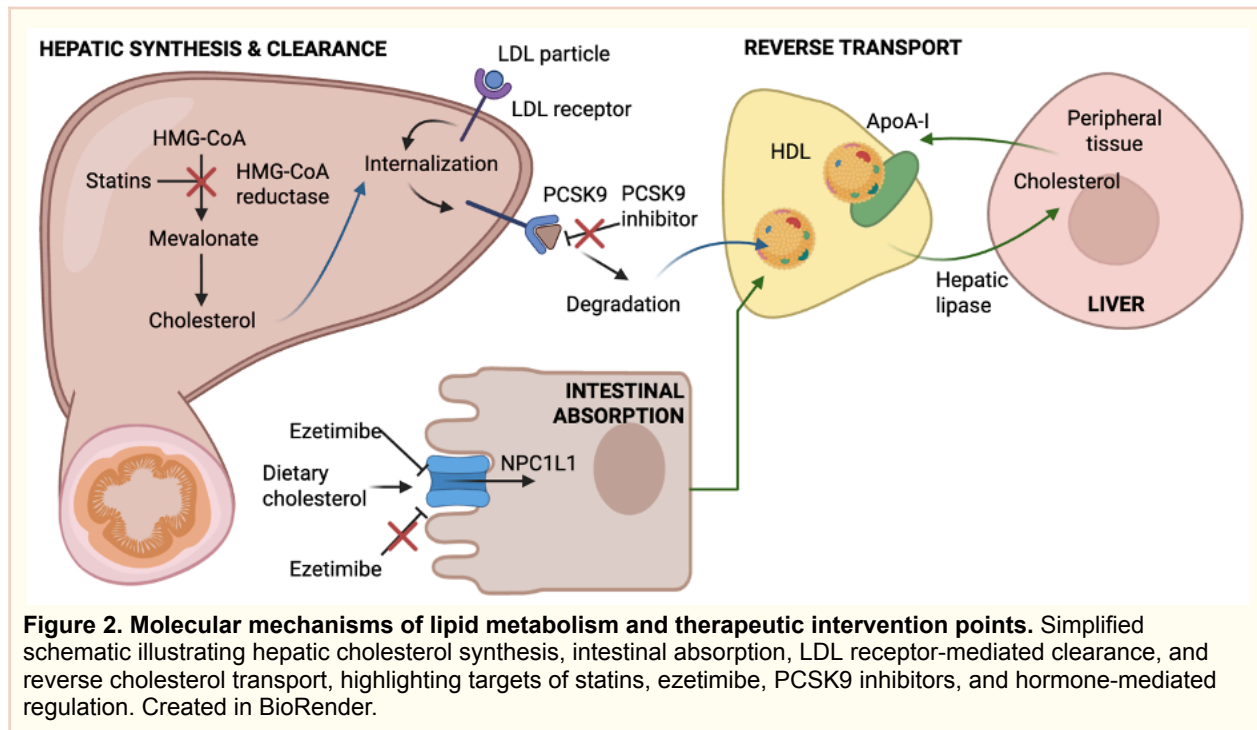 HEPATIC SYNTHESIS & CLEARANCE
LDL particle
LDL receptor
HMG-CoA
Statins
HMG-CoA
reductase
Mevalonate
Cholesterol
Internalization
PCSK9
PCSK9
inhibitor
Degradation
REVERSE TRANSPORT
ApoA-I
HDL
Peripheral
tissue
Cholesterol
Hepatic
lipase
LIVER
INTESTINAL
ABSORPTION
Ezetimibe
NPC1L1
Dietary
cholesterol
Ezetimibe
Figure 2. Molecular mechanisms of lipid metabolism and therapeutic intervention points. Simplified
schematic illustrating hepatic cholesterol synthesis, intestinal absorption, LDL receptor-mediated clearance, and
reverse cholesterol transport, highlighting targets of statins, ezetimibe, PCSK9 inhibitors, and hormone-mediated
regulation. Created in BioRender.